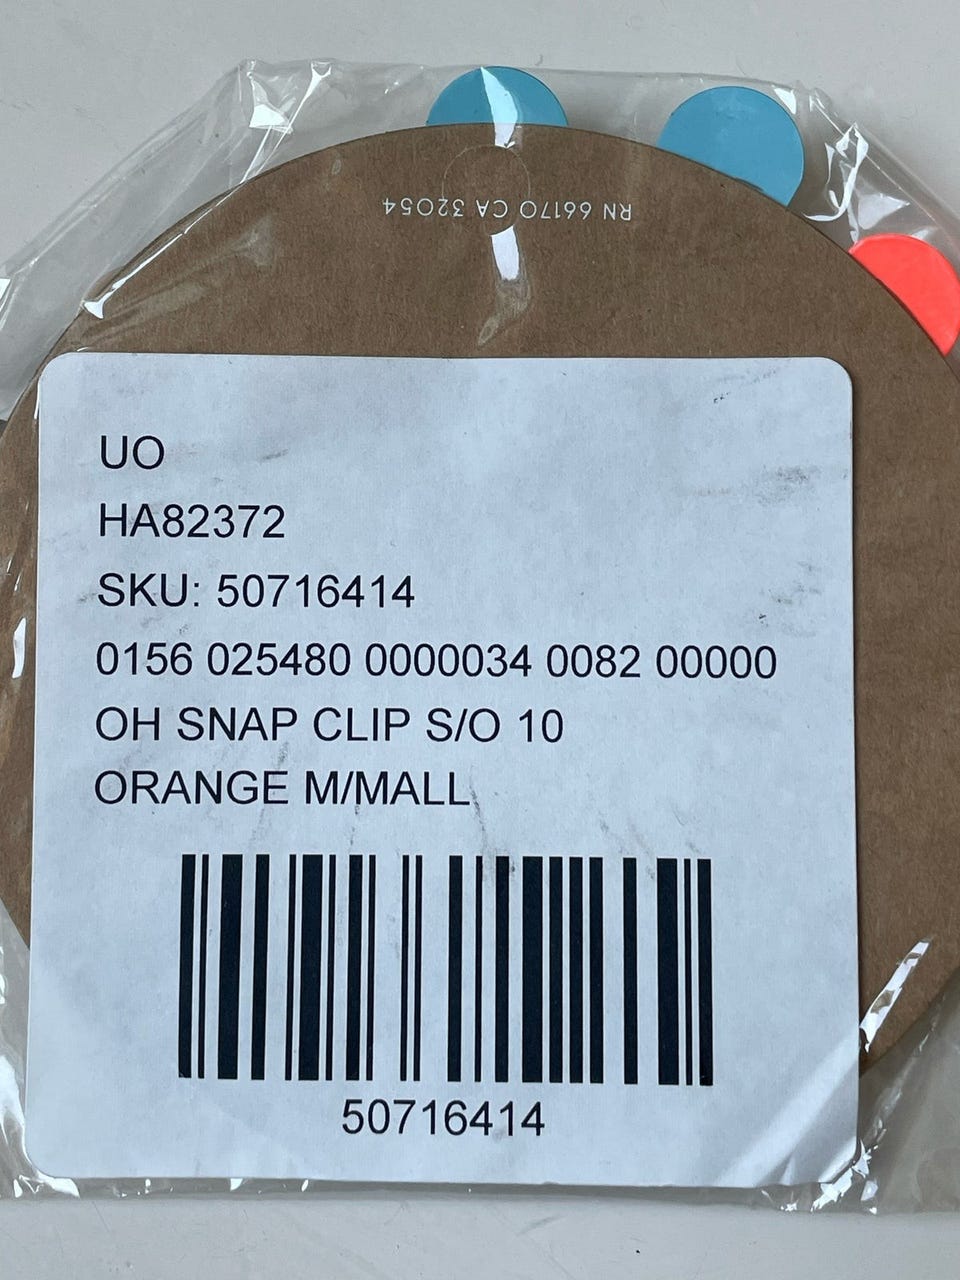 RN 66170 CA 32054
UO
HA82372
SKU: 50716414
0156 025480 0000034 0082 00000
OH SNAP CLIP S/O 10
ORANGE M/MALL
50716414